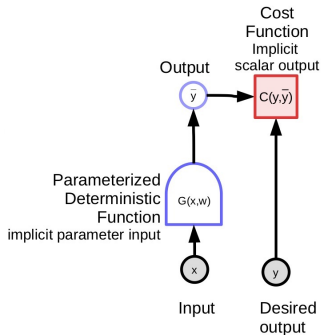 Cost
Function
Implicit
scalar output
Output
y̅
C(y,y̅)
Parameterized
Deterministic
Function
implicit parameter input
G(x,w)
x
y
Input
Desired
output